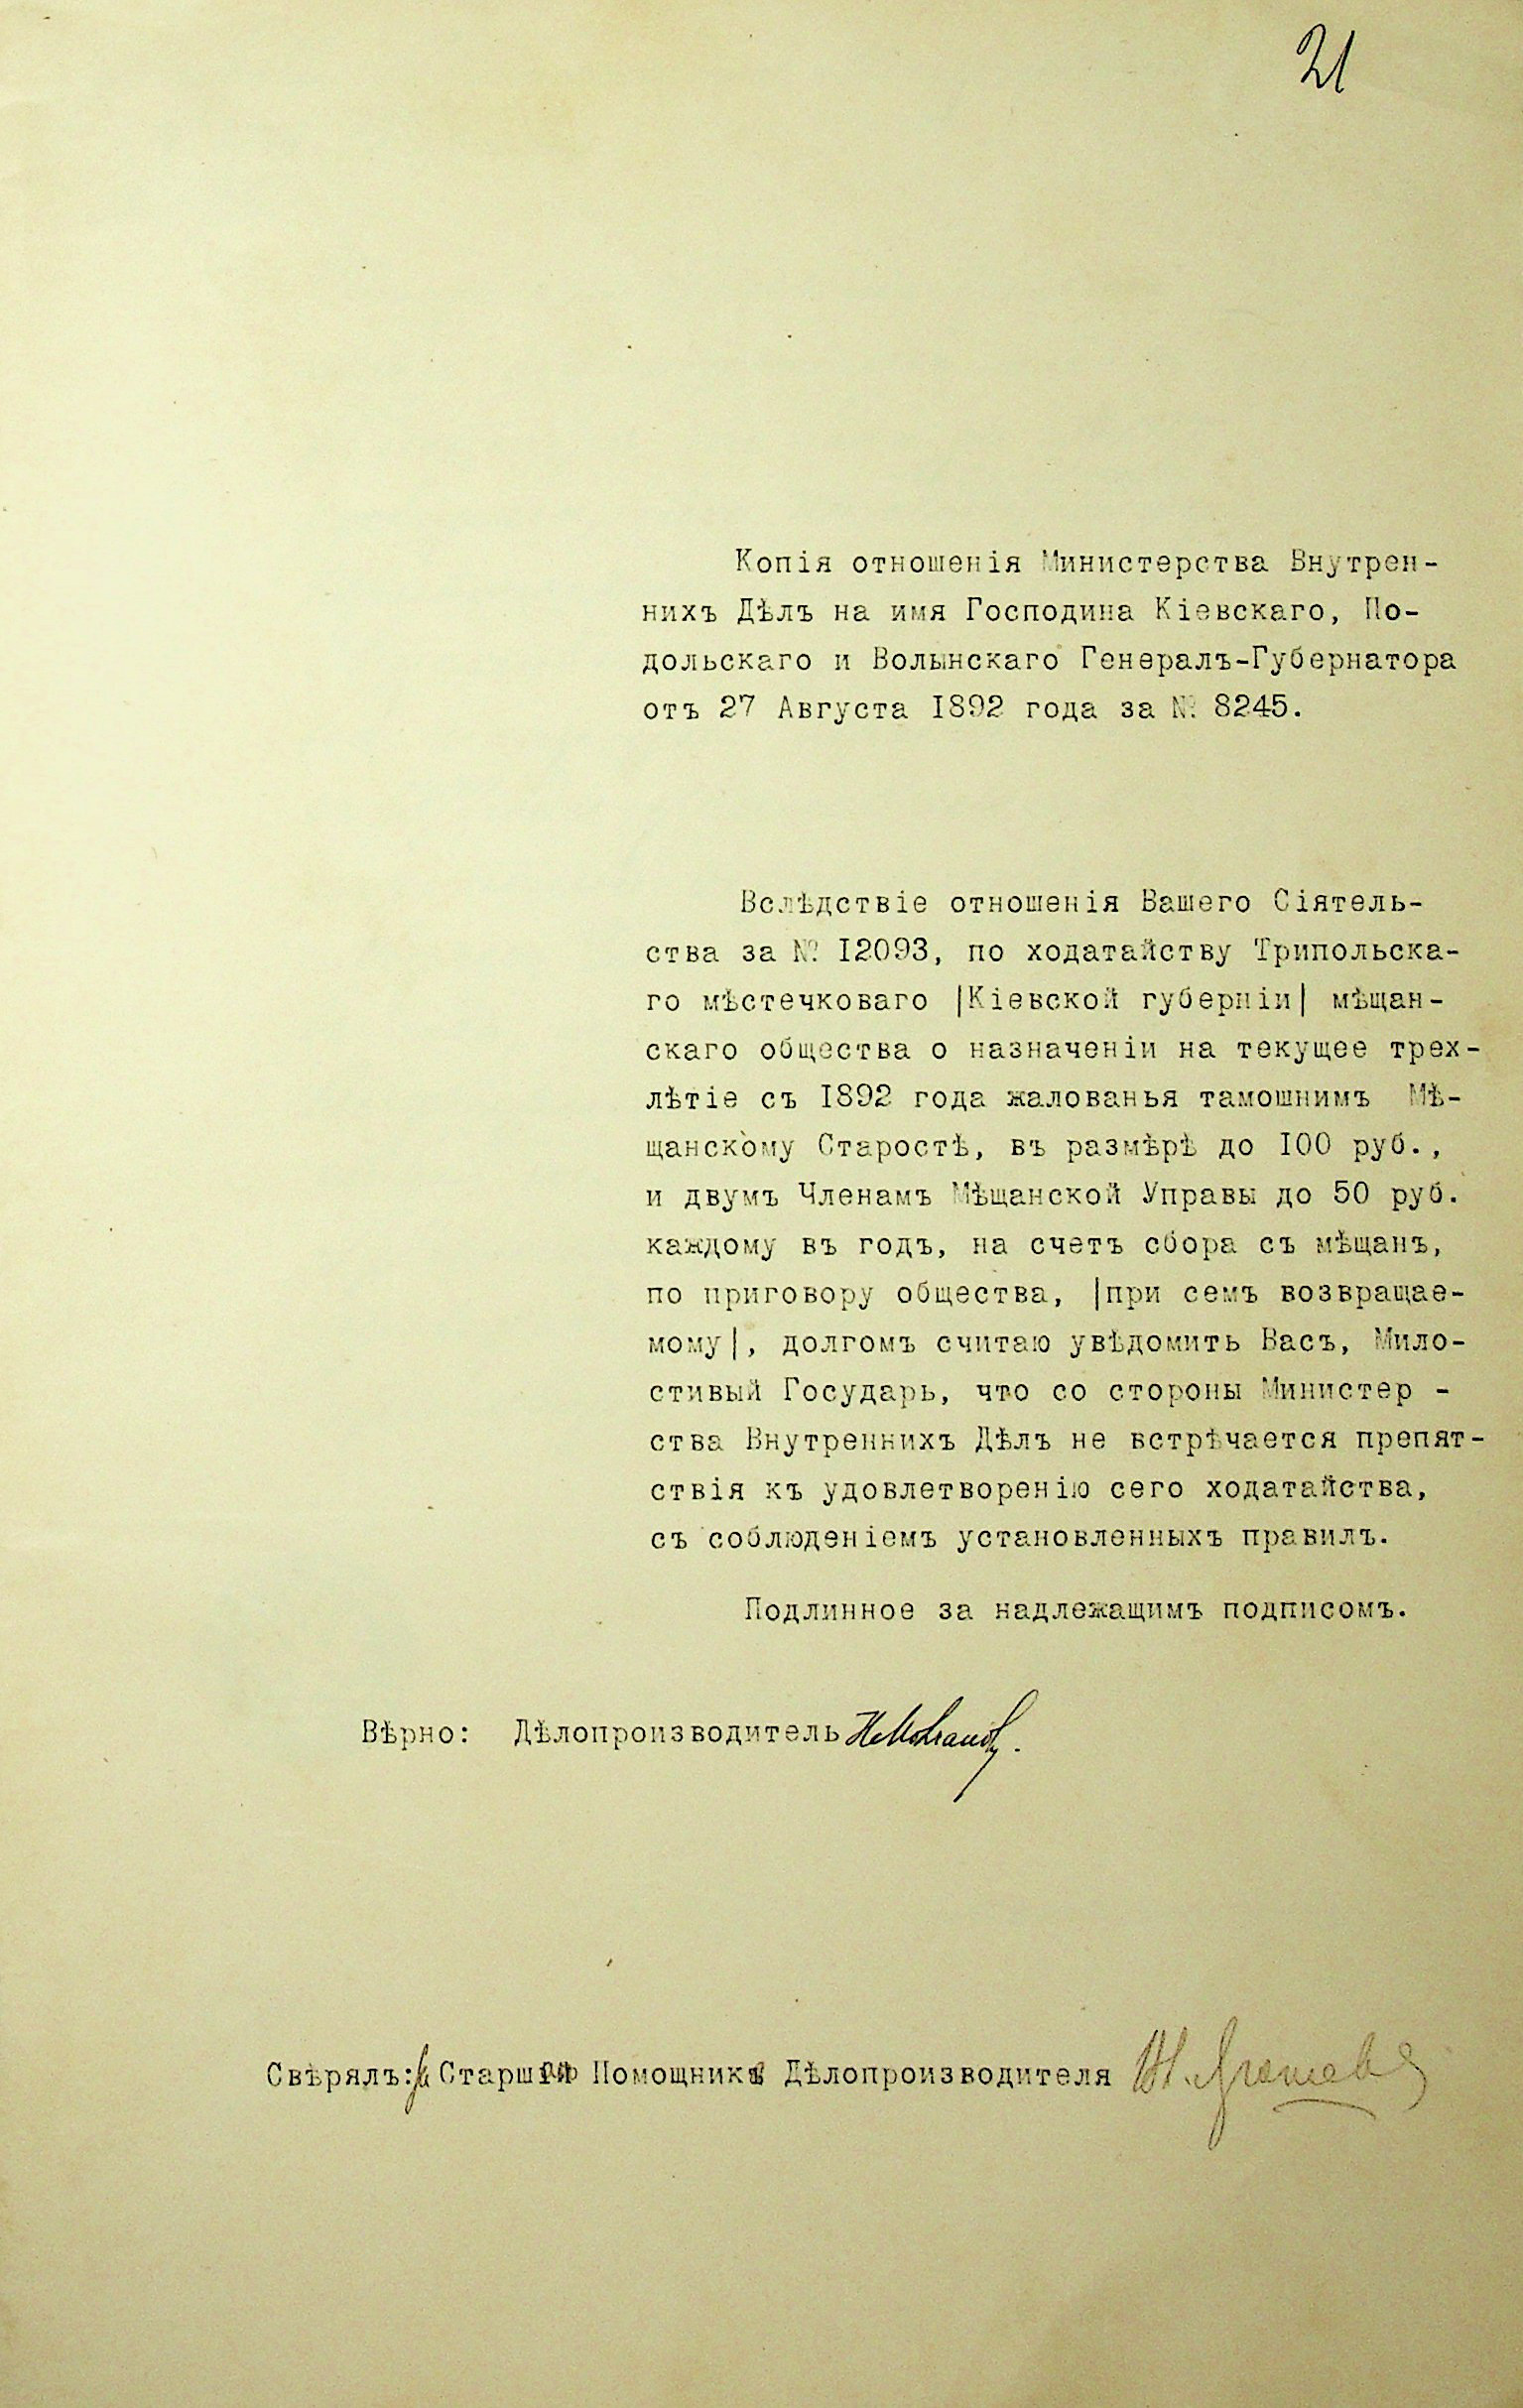 21
Копія отношенія Министерства Внутрен-
нихъ Дѣлъ на имя Господина Кіевскаго, По-
дольскаго и Волынскаго Генералъ-Губернатора
отъ 27 Августа 1892 года за № 8245.
Вслѣдствіе отношенія Вашего Сіятель-
ства за № 12093, по ходатайству Трипольска-
го мѣстечковаго |Кіевской губерніи| мѣщан-
скаго общества о назначеніи на текущее трех-
лѣтіе съ 1892 года жалованья тамошнимъ Мѣ-
щанскому Старостѣ, въ размѣрѣ до 100 руб.,
и двумъ Членамъ Мѣщанской Управы до 50 руб.
каждому въ годъ, на счетъ сбора съ мѣщанъ,
по приговору общества, |при семъ возвращае-
мому|, долгомъ считаю увѣдомить Васъ, Мило-
стивый Государь, что со стороны Министер -
ства Внутреннихъ Дѣлъ не встрѣчается препят-
ствія къ удовлетворенію сего ходатайства,
съ соблюденіемъ установленныхъ правилъ.
Подлинное за надлежащимъ подписомъ.
Вѣрно: Дѣлопроизводитель
Свѣрялъ: Помощника Дѣлопроизводителя